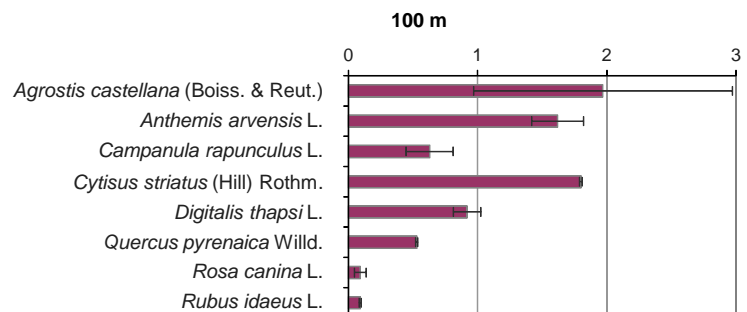 100 m
0 1 2 3
Agrostis castellana (Boiss. & Reut.)
Anthemis arvensis L.
Campanula rapunculus L.
Cytisus striatus (Hill) Rothm.
Digitalis thapsi L.
Quercus pyrenaica Willd.
Rosa canina L.
Rubus idaeus L.